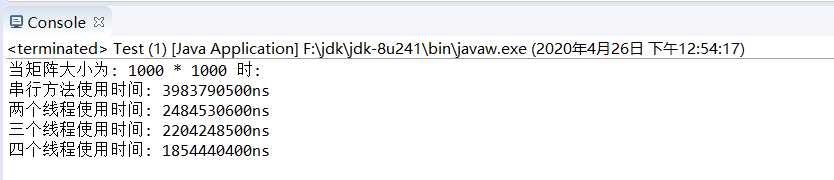 Console
<terminated> Test (1) [Java Application] F:\jdk\jdk-8u241\bin\javaw.exe (2020年4月26日 下午12:54:17)
当矩阵大小为: 1000 * 1000 时:
串行方法使用时间: 3983790500ns
两个线程使用时间: 2484530600ns
三个线程使用时间: 2204248500ns
四个线程使用时间: 1854440400ns